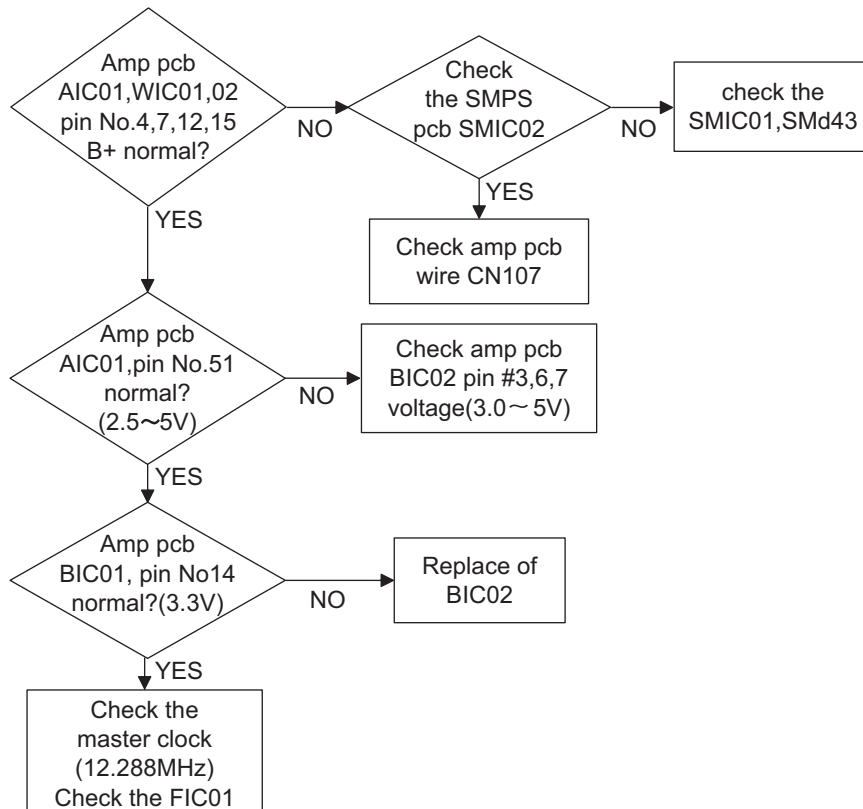 Amp pcb
AIC01,WIC01,02
pin No.4,7,12,15
B+ normal?
NO
Check
the SMPS
pcb SMIC02
NO
check the
SMIC01,SMd43
YES
YES
Check amp pcb
wire CN107
Amp pcb
AIC01,pin No.51
normal?
(2.5~5V)
NO
Check amp pcb
BIC02 pin #3,6,7
voltage(3.0~ 5V)
YES
Amp pcb
BIC01, pin No14
normal?(3.3V)
NO
Replace of
BIC02
YES
Check the
master clock
(12.288MHz)
Check the FIC01